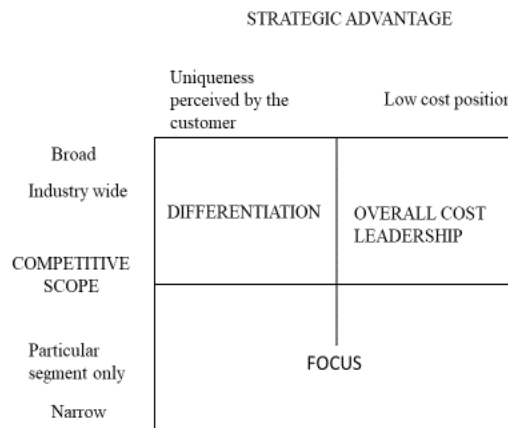 STRATEGIC ADVANTAGE
Uniqueness
perceived by the
customer
Low cost position
Broad
Industry wide
DIFFERENTIATION
OVERALL COST
LEADERSHIP
COMPETITIVE
SCOPE
Particular
segment only
FOCUS
Narrow